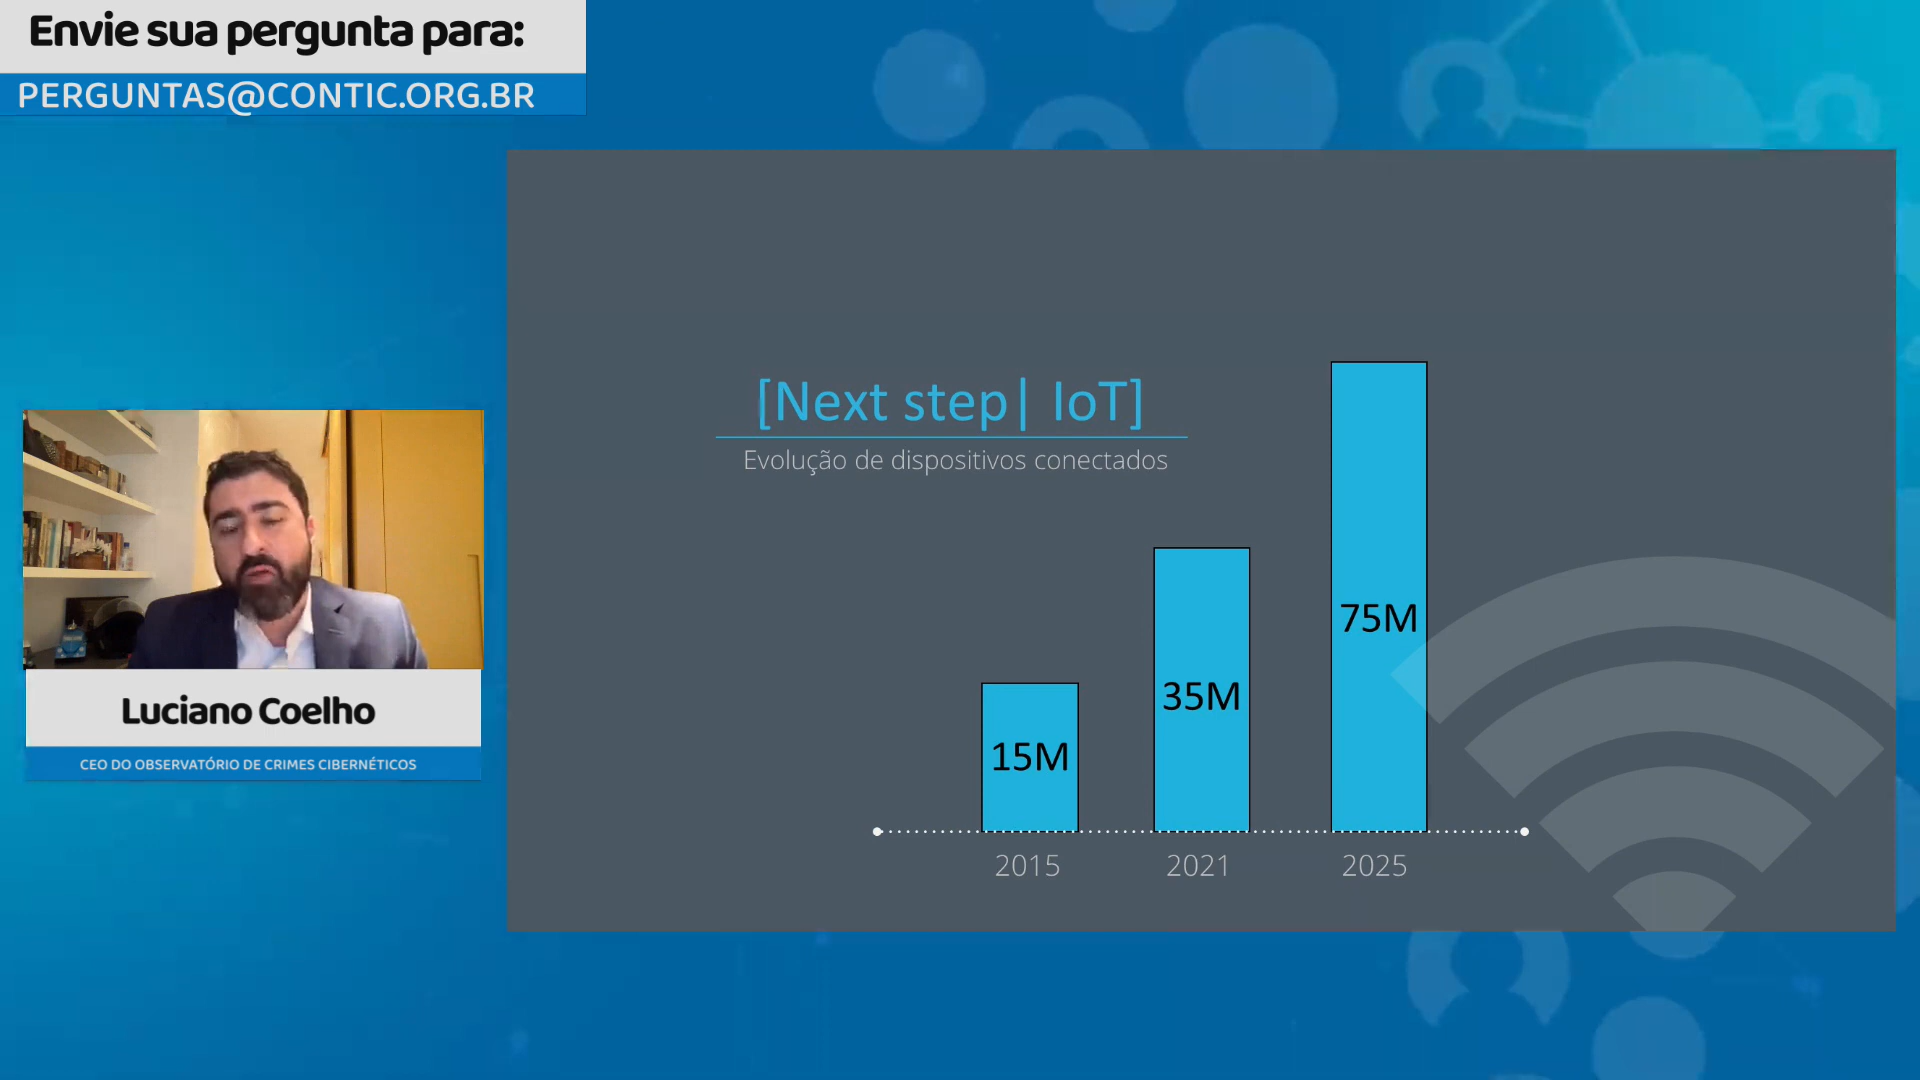 Envie sua pergunta para:
PERGUNTAS@CONTIC.ORG.BR
[Next step| IoT]
Evolução de dispositivos conectados
15M
35M
75M
2015
2021
2025
Luciano Coelho
CEO DO OBSERVATÓRIO DE CRIMES CIBERNÉTICOS